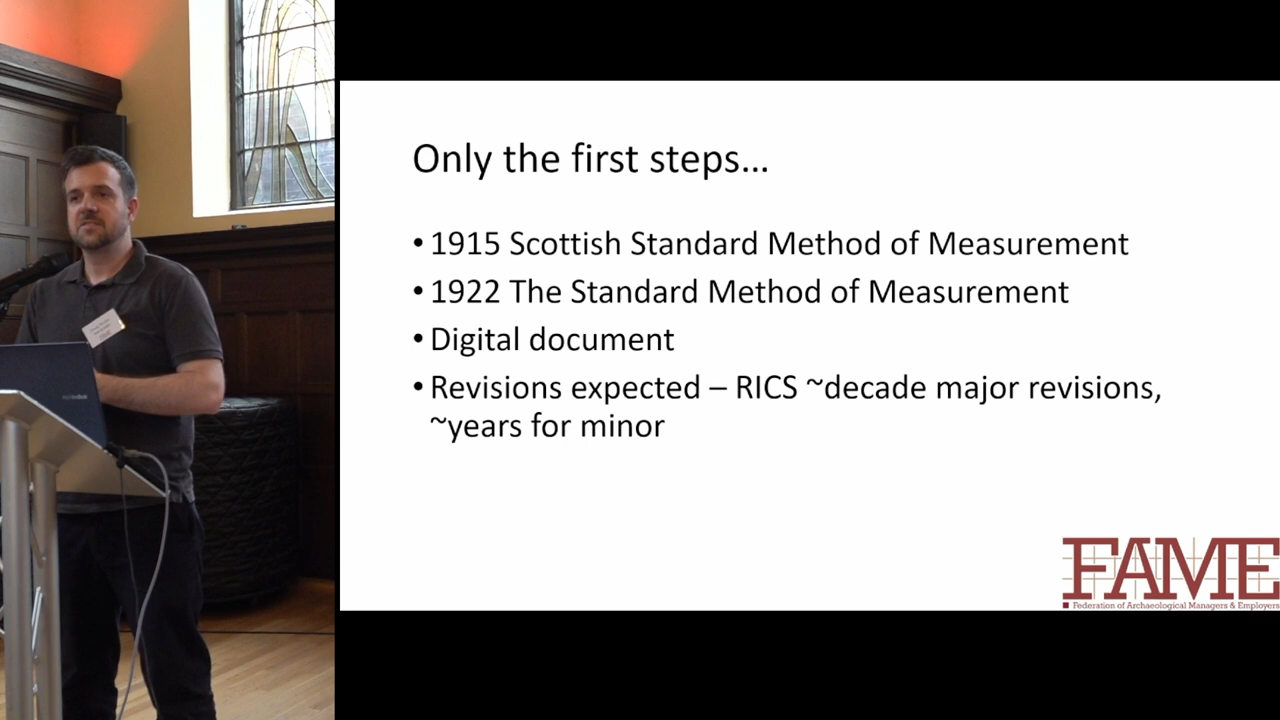 Only the first steps...
• 1915 Scottish Standard Method of Measurement
• 1922 The Standard Method of Measurement
• Digital document
• Revisions expected – RICS ~decade major revisions,
~years for minor
FAME
Federation of Archaeological Managers & Employers